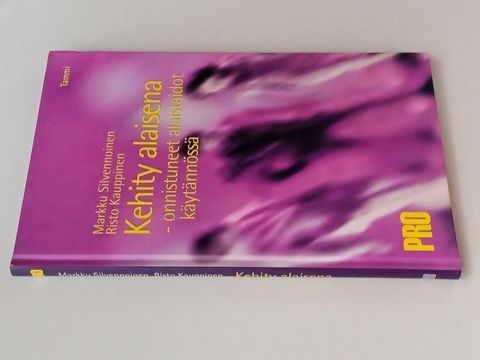 Markku Silvennoinen
Risto Kauppinen
Kehity alaisena
- onnistuneet alaistaidot
käytännössä
Tammi
PRO
Markku Silvennoinen Risto Kauppinen Kehity alaisena